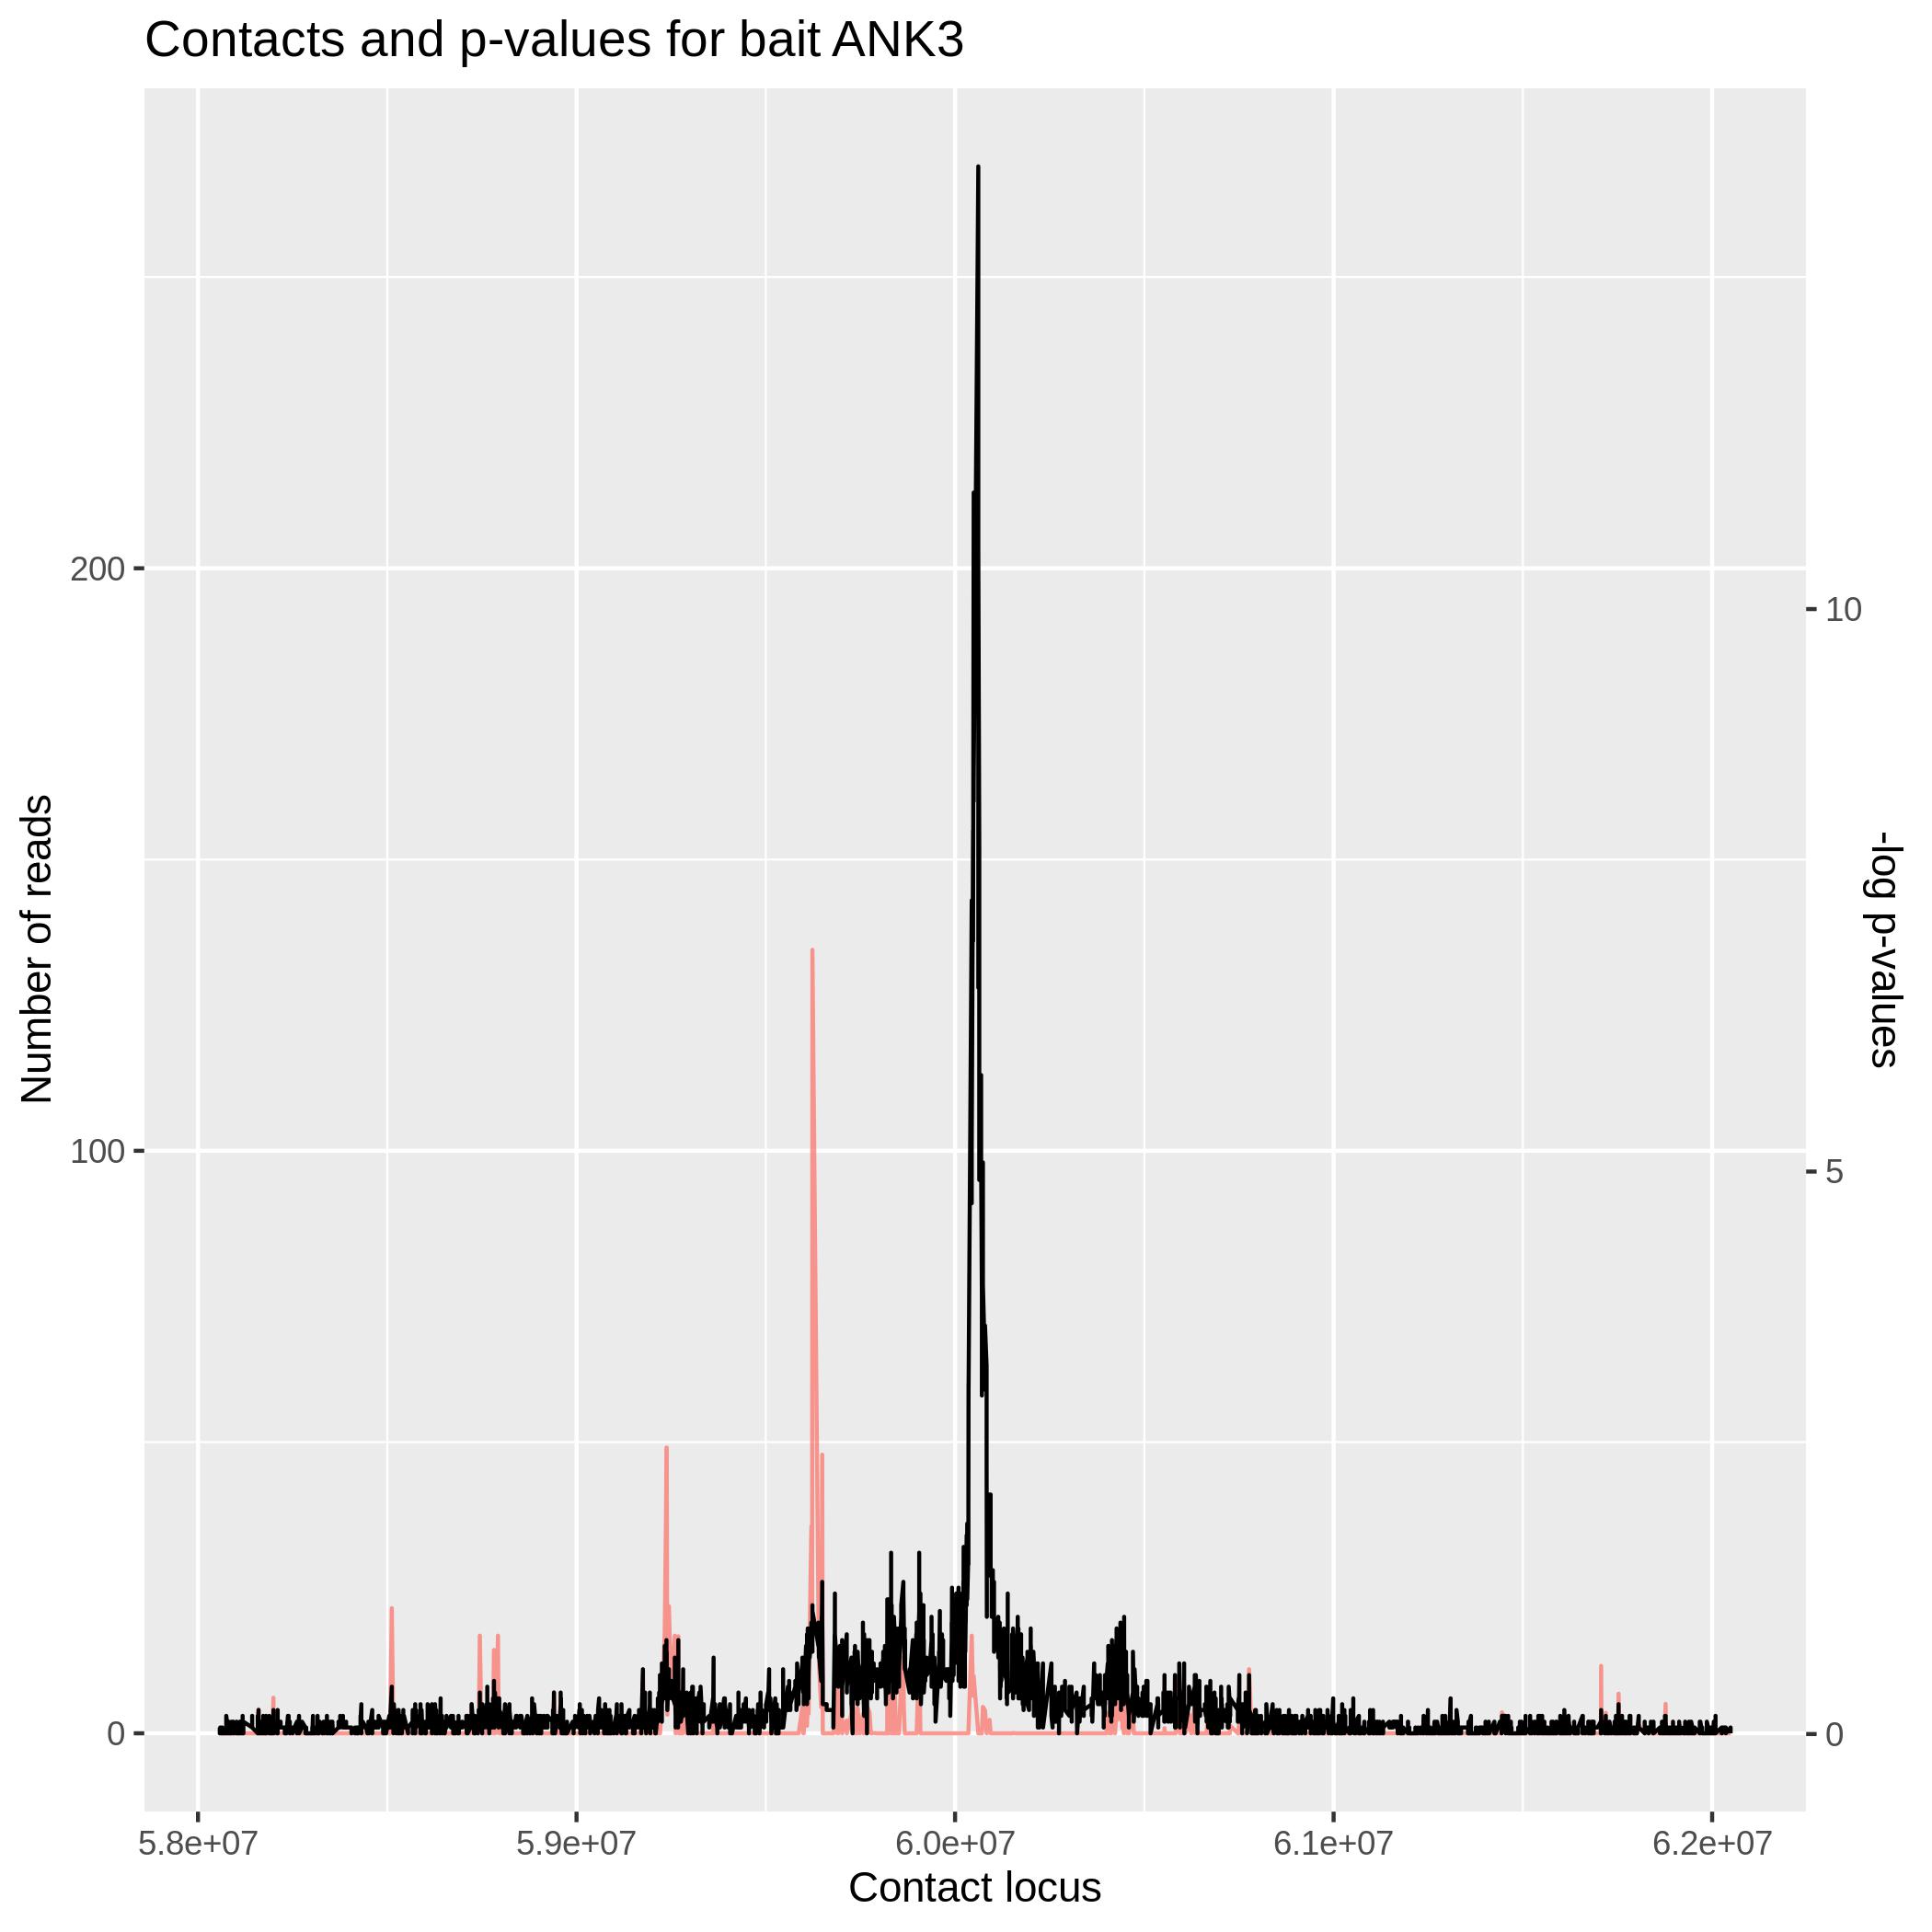 Contacts and p-values for bait ANK3
Number of reads
200
100
0
10
5
0
-log p-values
5.8e+07
5.9e+07
6.0e+07
6.1e+07
6.2e+07
Contact locus